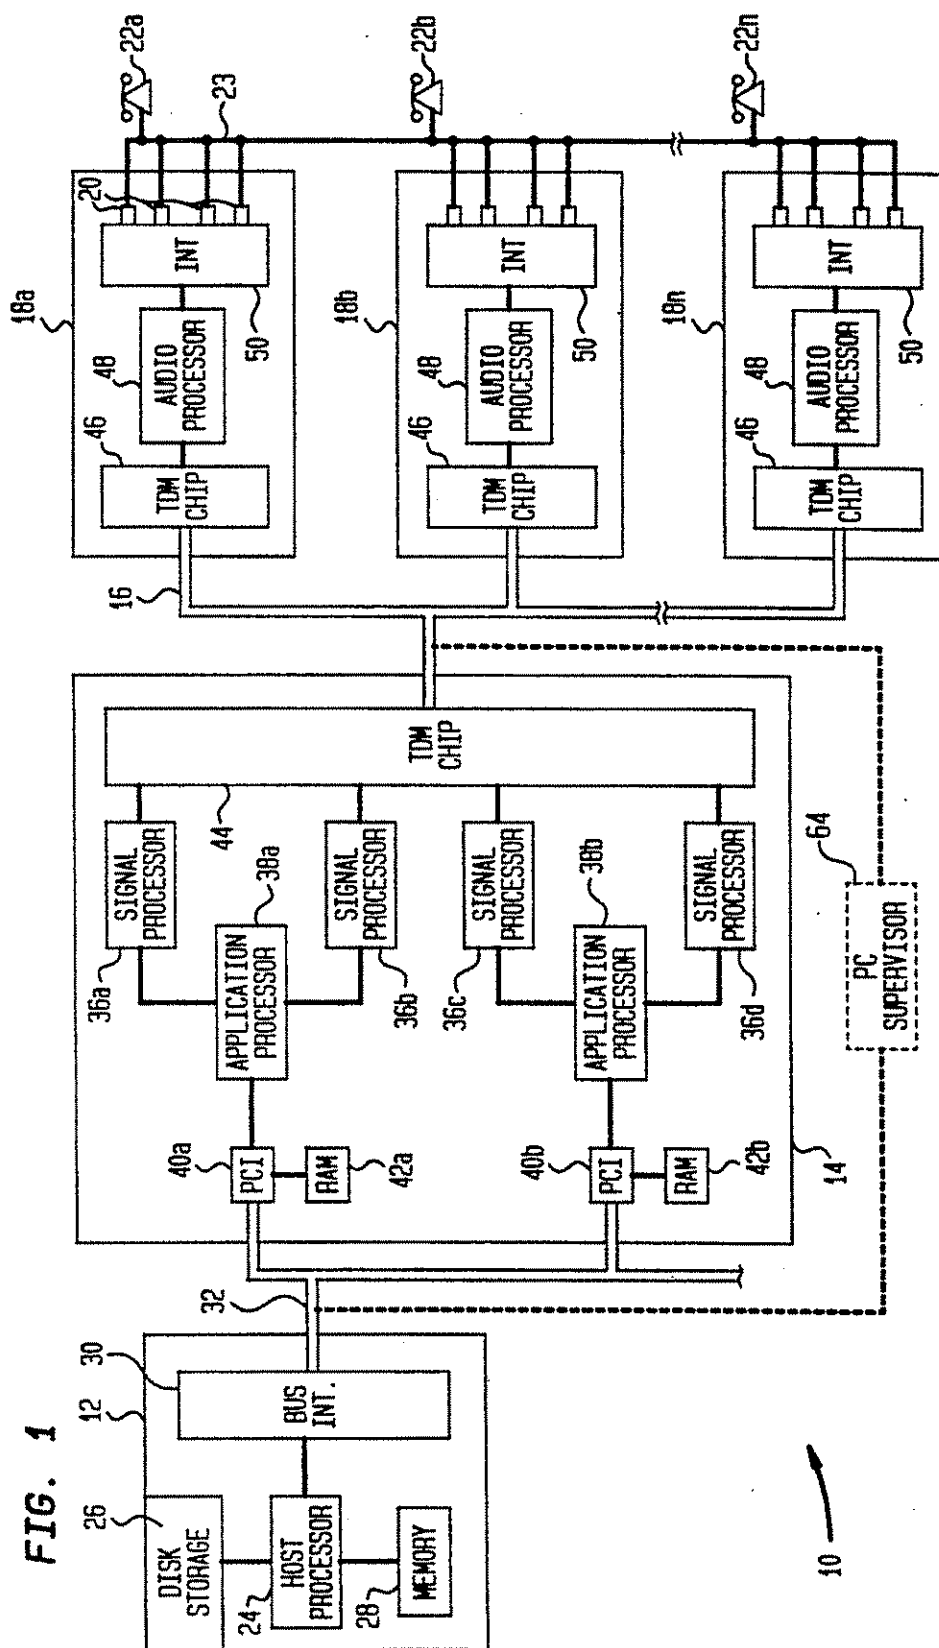 FIG. 1
12
30
26
DISK
STORAGE
24
HOST
PROCESSOR
28
MEMORY
BUS
INT.
32
10
14
40a
PCI
RAM
42a
40b
PCI
RAM
42b
36a
SIGNAL
PROCESSOR
38a
APPLICATION
PROCESSOR
36b
SIGNAL
PROCESSOR
36c
SIGNAL
PROCESSOR
38b
APPLICATION
PROCESSOR
36d
SIGNAL
PROCESSOR
44
TDM
CHIP
64
PC
SUPERVISOR
16
18a
46
TDM
CHIP
48
AUDIO
PROCESSOR
50
INT
20
22a
23
18b
46
TDM
CHIP
48
AUDIO
PROCESSOR
50
INT
22b
18n
46
TDM
CHIP
48
AUDIO
PROCESSOR
50
INT
22n